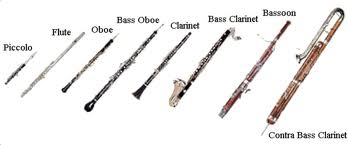 Piccolo
Flute
Oboe
Bass Oboe
Clarinet
Bass Clarinet
Bassoon
Contra Bass Clarinet